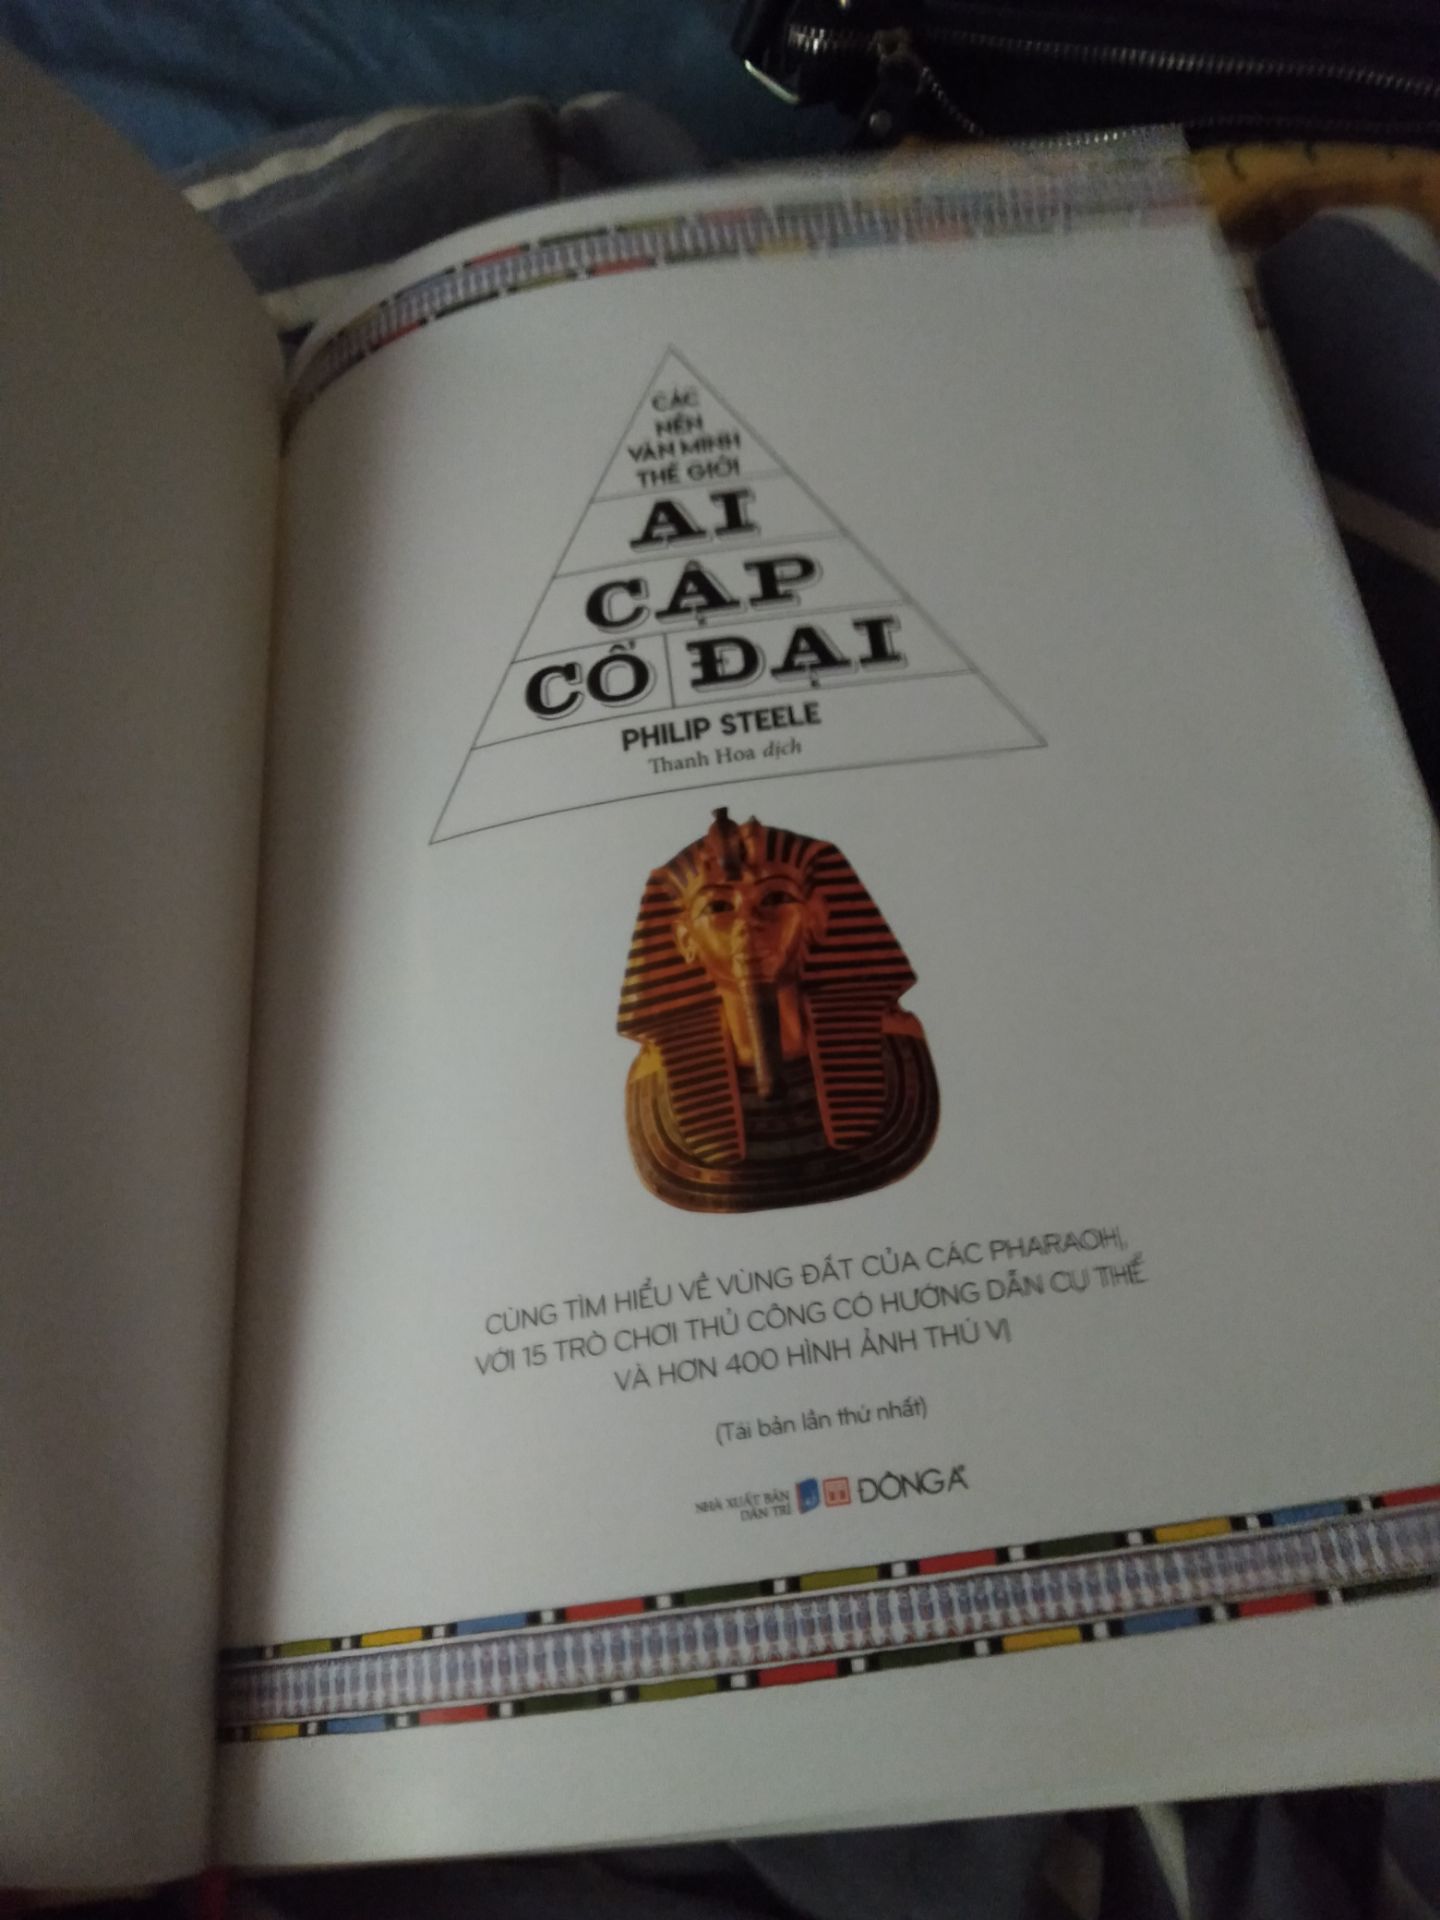 CÁC
NỀN
VĂN MINH
THẾ GIỚI
AI
CẬP
CỔ ĐẠI
PHILIP STEELE
Thanh Hoa dịch
CÙNG TÌM HIỂU VỀ VÙNG ĐẤT CỦA CÁC PHARAOH,
VỚI 15 TRÒ CHƠI THỦ CÔNG CÓ HƯỚNG DẪN CỤ THỂ
VÀ HƠN 400 HÌNH ẢNH THÚ VỊ
(Tái bản lần thứ nhất)
NHÀ XUẤT BẢN
DÂN TRÍ
ĐÔNG A